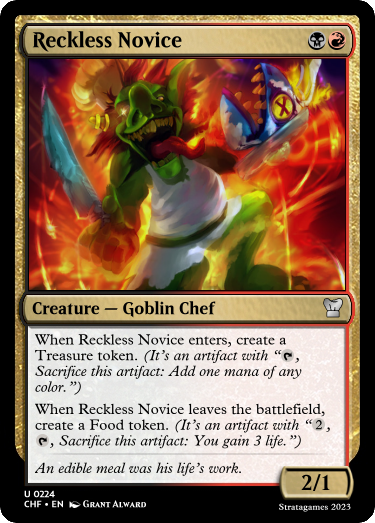 Reckless Novice
Creature — Goblin Chef
When Reckless Novice enters, create a
Treasure token. (It's an artifact with “,
Sacrifice this artifact: Add one mana of any
color.”)
When Reckless Novice leaves the battlefield,
create a Food token. (It's an artifact with “2,
, Sacrifice this artifact: You gain 3 life.”)
An edible meal was his life's work.
2/1
U 0224
CHF • EN Grant Alward
Stratagames 2023